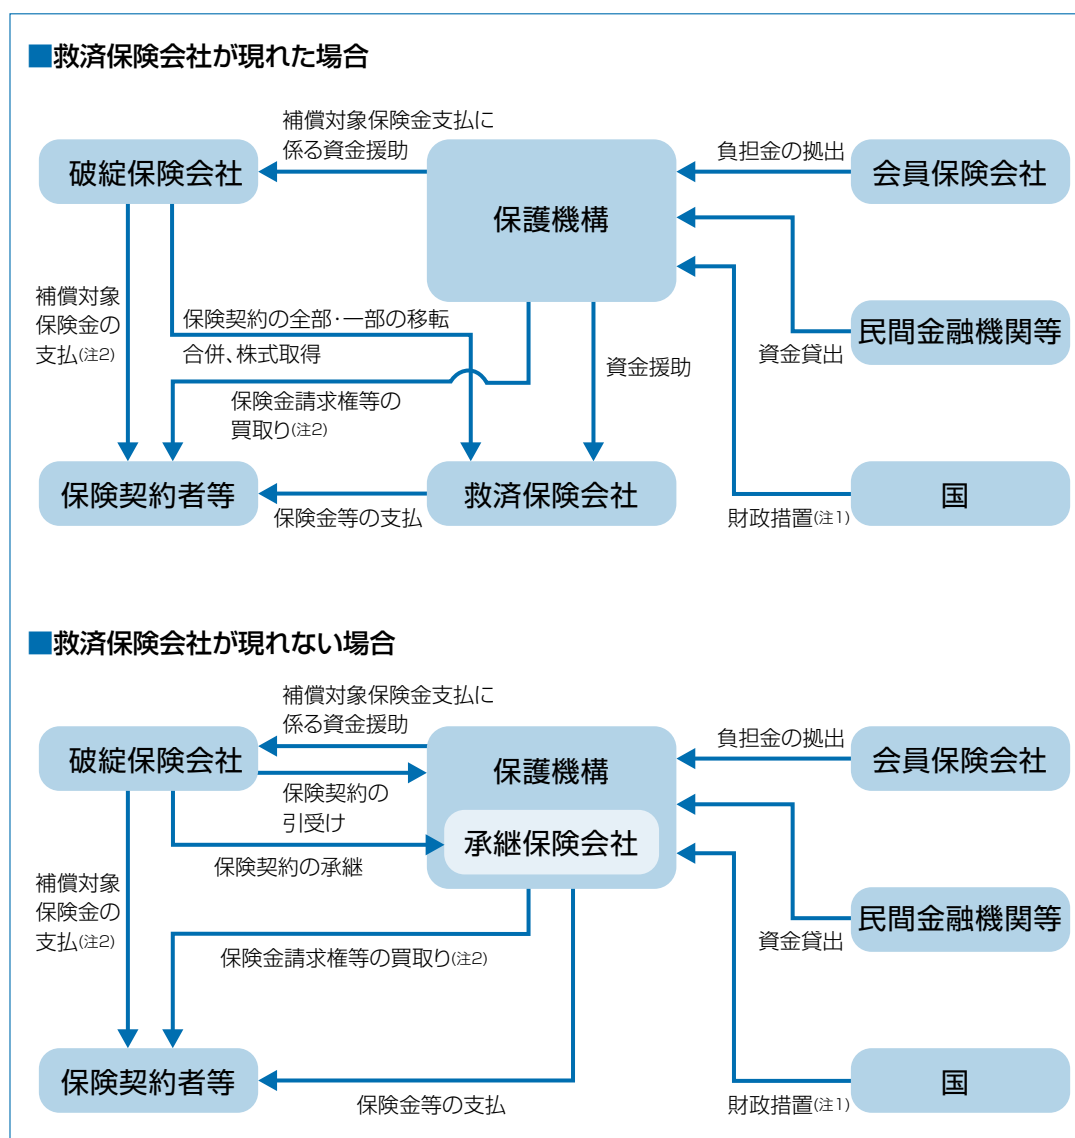 ■救済保険会社が現れた場合
補償対象保険金支払に
係る資金援助
破綻保険会社
保護機構
負担金の拠出
会員保険会社
補償対象
保険金の
支払(注2)
保険契約の全部・一部の移転
合併、株式取得
保険金請求権等の
買取り(注2)
資金援助
民間金融機関等
資金貸出
保険契約者等
保険金等の支払
救済保険会社
国
財政措置(注1)
■救済保険会社が現れない場合
補償対象保険金支払に
係る資金援助
破綻保険会社
保護機構
負担金の拠出
会員保険会社
保険契約の
引受け
承継保険会社
保険契約の承継
補償対象
保険金の
支払(注2)
保険金請求権等の買取り(注2)
民間金融機関等
資金貸出
保険契約者等
保険金等の支払
国
財政措置(注1)